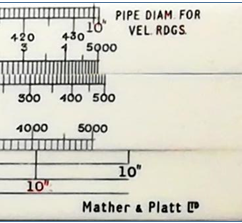 10" PIPE DIAM. FOR
420 430 VEL. RDGS.
3 4 5000
300 400 500
4000 5000
10"
10"
Mather & Platt LTD